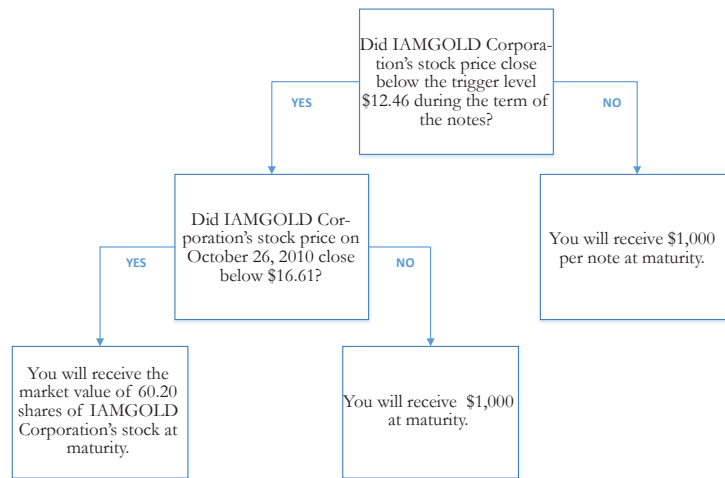 Did IAMGOLD Corpora-
tion's stock price close
below the trigger level
$12.46 during the term of
the notes?
YES
NO
Did IAMGOLD Cor-
poration's stock price on
October 26, 2010 close
below $16.61?
You will receive $1,000
per note at maturity.
YES
NO
You will receive the
market value of 60.20
shares of IAMGOLD
Corporation's stock at
maturity.
You will receive $1,000
at maturity.